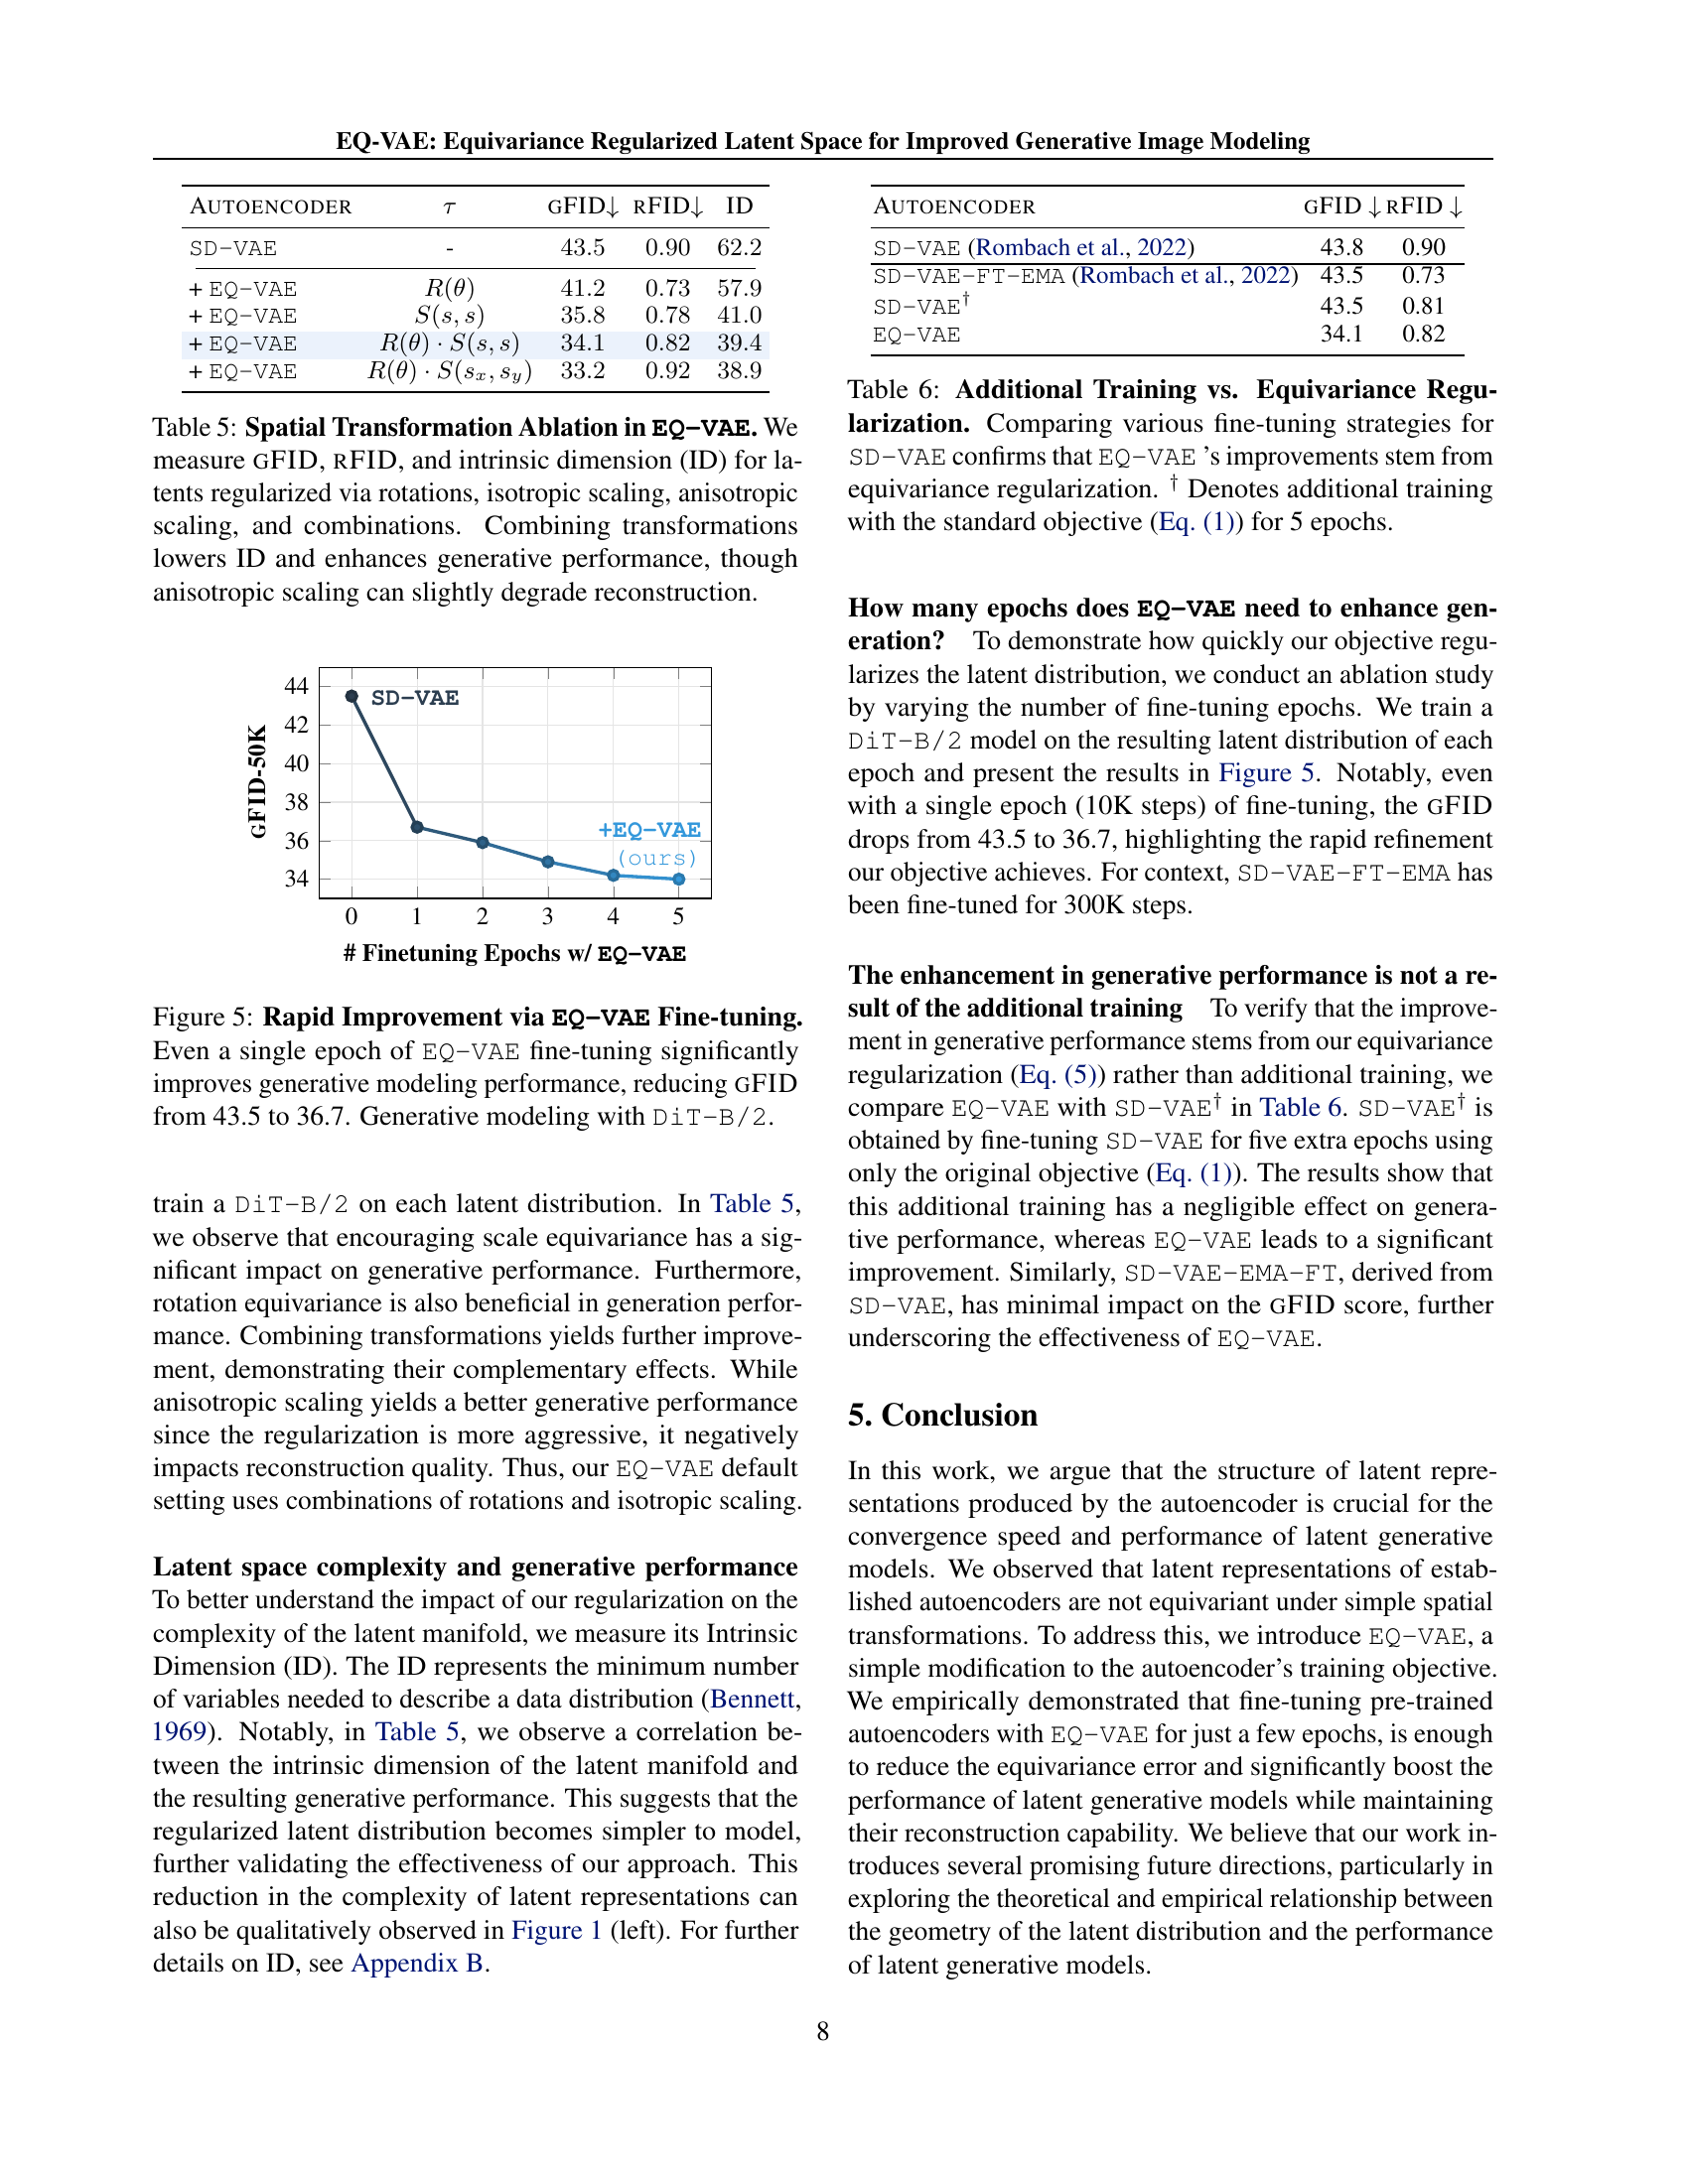 EQ-VAE: Equivariance Regularized Latent Space for Improved Generative Image Modeling
AUTOENCODER τ GFID↓ RFID↓ ID
SD-VAE - 43.5 0.90 62.2
+ EQ-VAE R(θ) 41.2 0.73 57.9
+ EQ-VAE S(s, s) 35.8 0.78 41.0
+ EQ-VAE R(θ) · S(s, s) 34.1 0.82 39.4
+ EQ-VAE R(θ) · S(sx, sy) 33.2 0.92 38.9
Table 5: Spatial Transformation Ablation in EQ-VAE. We
measure GFID, RFID, and intrinsic dimension (ID) for la-
tents regularized via rotations, isotropic scaling, anisotropic
scaling, and combinations. Combining transformations
lowers ID and enhances generative performance, though
anisotropic scaling can slightly degrade reconstruction.
44
42
40
38
36
34
GFID-50K
SD-VAE
+EQ-VAE
(ours)
0 1 2 3 4 5
# Finetuning Epochs w/ EQ-VAE
Figure 5: Rapid Improvement via EQ-VAE Fine-tuning.
Even a single epoch of EQ-VAE fine-tuning significantly
improves generative modeling performance, reducing GFID
from 43.5 to 36.7. Generative modeling with DiT-B/2.
train a DiT-B/2 on each latent distribution. In Table 5,
we observe that encouraging scale equivariance has a sig-
nificant impact on generative performance. Furthermore,
rotation equivariance is also beneficial in generation perfor-
mance. Combining transformations yields further improve-
ment, demonstrating their complementary effects. While
anisotropic scaling yields a better generative performance
since the regularization is more aggressive, it negatively
impacts reconstruction quality. Thus, our EQ-VAE default
setting uses combinations of rotations and isotropic scaling.
Latent space complexity and generative performance
To better understand the impact of our regularization on the
complexity of the latent manifold, we measure its Intrinsic
Dimension (ID). The ID represents the minimum number
of variables needed to describe a data distribution (Bennett,
1969). Notably, in Table 5, we observe a correlation be-
tween the intrinsic dimension of the latent manifold and
the resulting generative performance. This suggests that the
regularized latent distribution becomes simpler to model,
further validating the effectiveness of our approach. This
reduction in the complexity of latent representations can
also be qualitatively observed in Figure 1 (left). For further
details on ID, see Appendix B.
AUTOENCODER GFID ↓ RFID ↓
SD-VAE (Rombach et al., 2022) 43.8 0.90
SD-VAE-FT-EMA (Rombach et al., 2022) 43.5 0.73
SD-VAE† 43.5 0.81
EQ-VAE 34.1 0.82
Table 6: Additional Training vs. Equivariance Regu-
larization. Comparing various fine-tuning strategies for
SD-VAE confirms that EQ-VAE 's improvements stem from
equivariance regularization. † Denotes additional training
with the standard objective (Eq. (1)) for 5 epochs.
How many epochs does EQ-VAE need to enhance gen-
eration? To demonstrate how quickly our objective regu-
larizes the latent distribution, we conduct an ablation study
by varying the number of fine-tuning epochs. We train a
DiT-B/2 model on the resulting latent distribution of each
epoch and present the results in Figure 5. Notably, even
with a single epoch (10K steps) of fine-tuning, the GFID
drops from 43.5 to 36.7, highlighting the rapid refinement
our objective achieves. For context, SD-VAE-FT-EMA has
been fine-tuned for 300K steps.
The enhancement in generative performance is not a re-
sult of the additional training To verify that the improve-
ment in generative performance stems from our equivariance
regularization (Eq. (5)) rather than additional training, we
compare EQ-VAE with SD-VAE† in Table 6. SD-VAE† is
obtained by fine-tuning SD-VAE for five extra epochs using
only the original objective (Eq. (1)). The results show that
this additional training has a negligible effect on genera-
tive performance, whereas EQ-VAE leads to a significant
improvement. Similarly, SD-VAE-EMA-FT, derived from
SD-VAE, has minimal impact on the GFID score, further
underscoring the effectiveness of EQ-VAE.
5. Conclusion
In this work, we argue that the structure of latent repre-
sentations produced by the autoencoder is crucial for the
convergence speed and performance of latent generative
models. We observed that latent representations of estab-
lished autoencoders are not equivariant under simple spatial
transformations. To address this, we introduce EQ-VAE, a
simple modification to the autoencoder's training objective.
We empirically demonstrated that fine-tuning pre-trained
autoencoders with EQ-VAE for just a few epochs, is enough
to reduce the equivariance error and significantly boost the
performance of latent generative models while maintaining
their reconstruction capability. We believe that our work in-
troduces several promising future directions, particularly in
exploring the theoretical and empirical relationship between
the geometry of the latent distribution and the performance
of latent generative models.
8